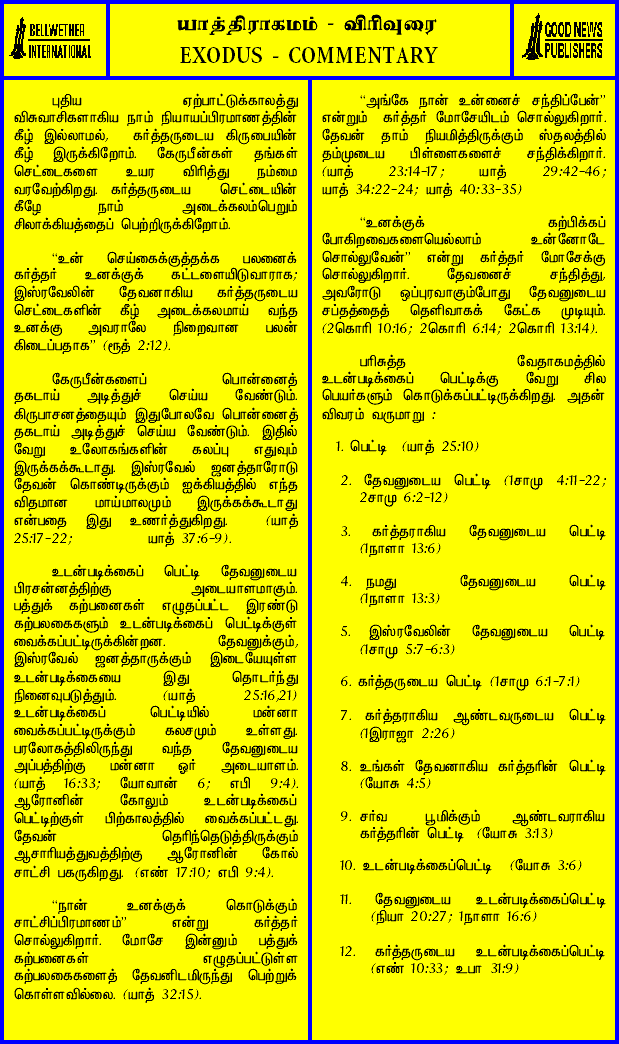 BELLWETHER
INTERNATIONAL
யாத்திராகமம் - விரிவுரை
EXODUS - COMMENTARY
GOOD NEWS
PUBLISHERS
புதிய ஏற்பாட்டுக்காலத்து
விசுவாசிகளாகிய நாம் நியாயப்பிரமாணத்தின்
கீழ் இல்லாமல், கர்த்தருடைய கிருபையின்
கீழ் இருக்கிறோம். கேருபீன்கள் தங்கள்
செட்டைகளை உயர விரித்து நம்மை
வரவேற்கிறது. கர்த்தருடைய செட்டையின்
கீழே நாம் அடைக்கலம்பெறும்
சிலாக்கியத்தைப் பெற்றிருக்கிறோம்.
“உன் செய்கைக்குத்தக்க பலனைக்
கர்த்தர் உனக்குக் கட்டளையிடுவாராக;
இஸ்ரவேலின் தேவனாகிய கர்த்தருடைய
செட்டைகளின் கீழ் அடைக்கலமாய் வந்த
உனக்கு அவராலே நிறைவான பலன்
கிடைப்பதாக” (ரூத் 2:12).
கேருபீன்களைப் பொன்னைத்
தகடாய் அடித்துச் செய்ய வேண்டும்.
கிருபாசனத்தையும் இதுபோலவே பொன்னைத்
தகடாய் அடித்துச் செய்ய வேண்டும். இதில்
வேறு உலோகங்களின் கலப்பு எதுவும்
இருக்கக்கூடாது. இஸ்ரவேல் ஜனத்தாரோடு
தேவன் கொண்டிருக்கும் ஐக்கியத்தில் எந்த
விதமான மாய்மாலமும் இருக்கக்கூடாது
என்பதை இது உணர்த்துகிறது. (யாத்
25:17-22; யாத் 37:6-9).
உடன்படிக்கைப் பெட்டி தேவனுடைய
பிரசன்னத்திற்கு அடையாளமாகும்.
பத்துக் கற்பனைகள் எழுதப்பட்ட இரண்டு
கற்பலகைகளும் உடன்படிக்கைப் பெட்டிக்குள்
வைக்கப்பட்டிருக்கின்றன. தேவனுக்கும்,
இஸ்ரவேல் ஜனத்தாருக்கும் இடையேயுள்ள
உடன்படிக்கையை இது தொடர்ந்து
நினைவுபடுத்தும். (யாத் 25:16,21)
உடன்படிக்கைப் பெட்டியில் மன்னா
வைக்கப்பட்டிருக்கும் கலசமும் உள்ளது.
பரலோகத்திலிருந்து வந்த தேவனுடைய
அப்பத்திற்கு மன்னா ஓர் அடையாளம்.
(யாத் 16:33; யோவான் 6; எபி 9:4).
ஆரோனின் கோலும் உடன்படிக்கைப்
பெட்டிற்குள் பிற்காலத்தில் வைக்கப்பட்டது.
தேவன் தெரிந்தெடுத்திருக்கும்
ஆசாரியத்துவத்திற்கு ஆரோனின் கோல்
சாட்சி பகருகிறது. (எண் 17:10; எபி 9:4).
“நான் உனக்குக் கொடுக்கும்
சாட்சிப்பிரமாணம்” என்று கர்த்தர்
சொல்லுகிறார். மோசே இன்னும் பத்துக்
கற்பனைகள் எழுதப்பட்டுள்ள
கற்பலகைகளைத் தேவனிடமிருந்து பெற்றுக்
கொள்ளவில்லை. (யாத் 32:15).
“அங்கே நான் உன்னைச் சந்திப்பேன்”
என்றும் கர்த்தர் மோசேயிடம் சொல்லுகிறார்.
தேவன் தாம் நியமித்திருக்கும் ஸ்தலத்தில்
தம்முடைய பிள்ளைகளைச் சந்திக்கிறார்.
(யாத் 23:14-17; யாத் 29:42-46;
யாத் 34:22-24; யாத் 40:33-35)
“உனக்குக் கற்பிக்கப்
போகிறவைகளையெல்லாம் உன்னோடே
சொல்லுவேன்” என்று கர்த்தர் மோசேக்கு
சொல்லுகிறார். தேவனைச் சந்தித்து,
அவரோடு ஒப்புரவாகும்போது தேவனுடைய
சப்தத்தைத் தெளிவாகக் கேட்க முடியும்.
(2கொரி 10:16; 2கொரி 6:14; 2கொரி 13:14).
பரிசுத்த வேதாகமத்தில்
உடன்படிக்கைப் பெட்டிக்கு வேறு சில
பெயர்களும் கொடுக்கப்பட்டிருக்கிறது. அதன்
விவரம் வருமாறு :
1. பெட்டி (யாத் 25:10)
2. தேவனுடைய பெட்டி (1சாமு 4:11-22;
2சாமு 6:2-12)
3. கர்த்தராகிய தேவனுடைய பெட்டி
(1நாளா 13:6)
4. நமது தேவனுடைய பெட்டி
(1நாளா 13:3)
5. இஸ்ரவேலின் தேவனுடைய பெட்டி
(1சாமு 5:7-6:3)
6. கர்த்தருடைய பெட்டி (1சாமு 6:1-7:1)
7. கர்த்தராகிய ஆண்டவருடைய பெட்டி
(1இராஜா 2:26)
8. உங்கள் தேவனாகிய கர்த்தரின் பெட்டி
(யோசு 4:5)
9. சர்வ பூமிக்கும் ஆண்டவராகிய
கர்த்தரின் பெட்டி (யோசு 3:13)
10. உடன்படிக்கைப்பெட்டி (யோசு 3:6)
11. தேவனுடைய உடன்படிக்கைப்பெட்டி
(நியா 20:27; 1நாளா 16:6)
12. கர்த்தருடைய உடன்படிக்கைப்பெட்டி
(எண் 10:33; உபா 31:9)